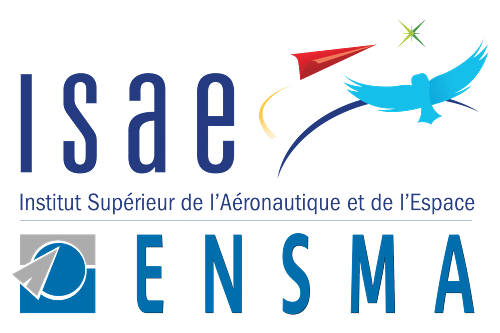 isae
Institut Supérieur de l'Aéronautique et de l'Espace
ENSMA